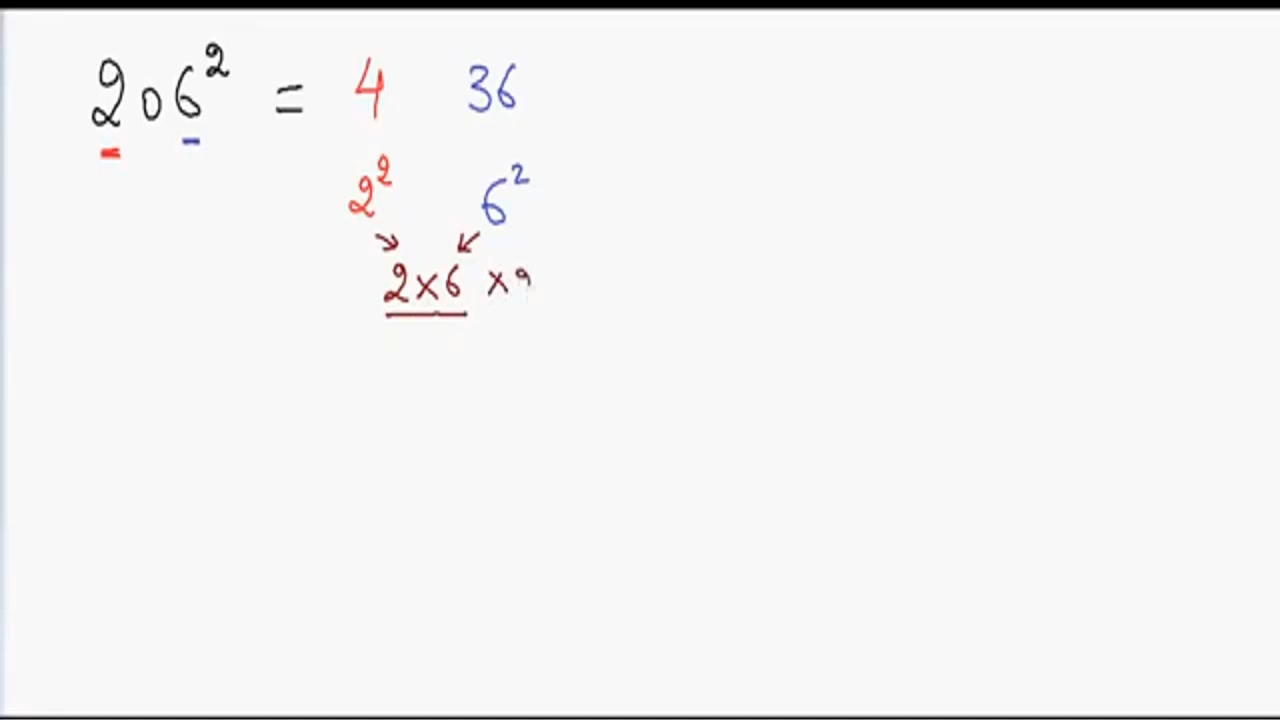 206² = 4 36
2² 6²
2×6 ×